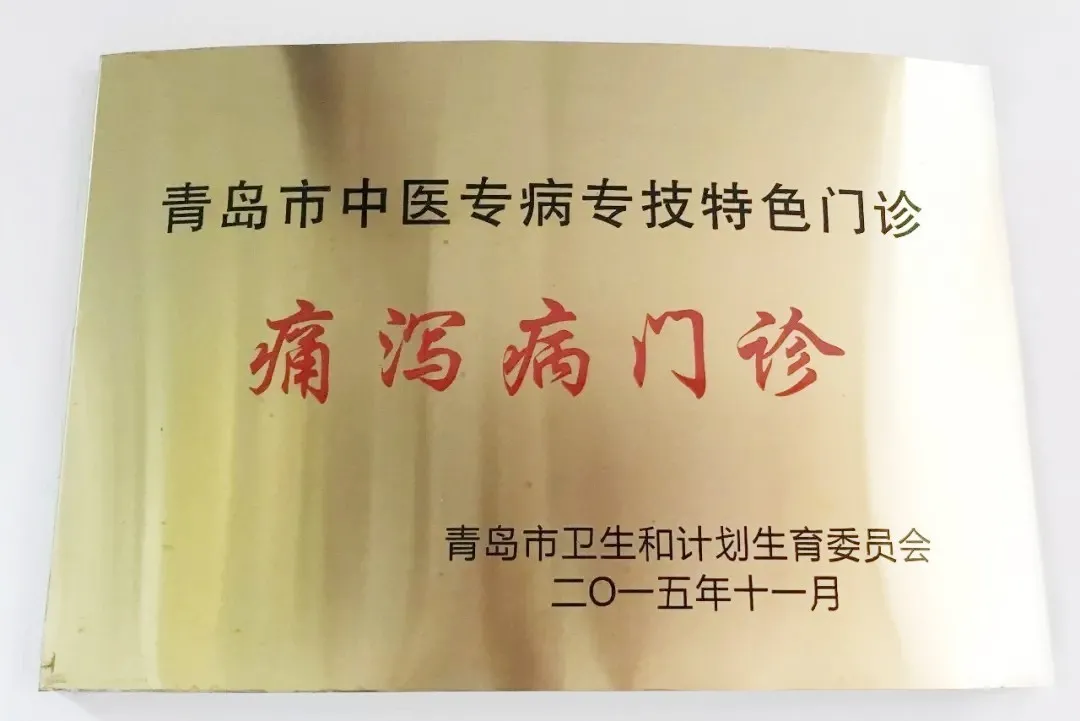 青岛市中医专病专技特色门诊
痛泻病门诊
青岛市卫生和计划生育委员会
二〇一五年十一月